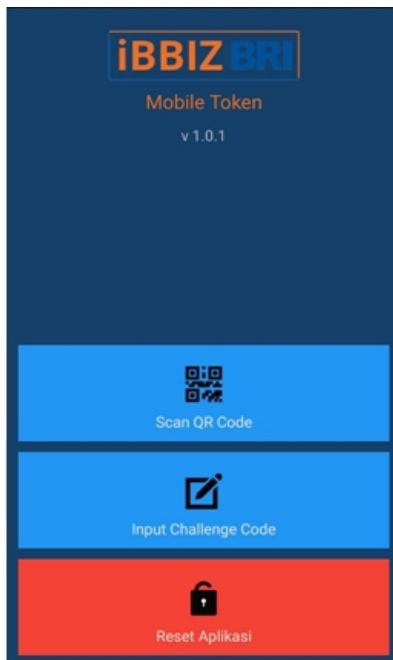 iBBIZ BRI
Mobile Token
v 1.0.1
Scan QR Code
Input Challenge Code
Reset Aplikasi